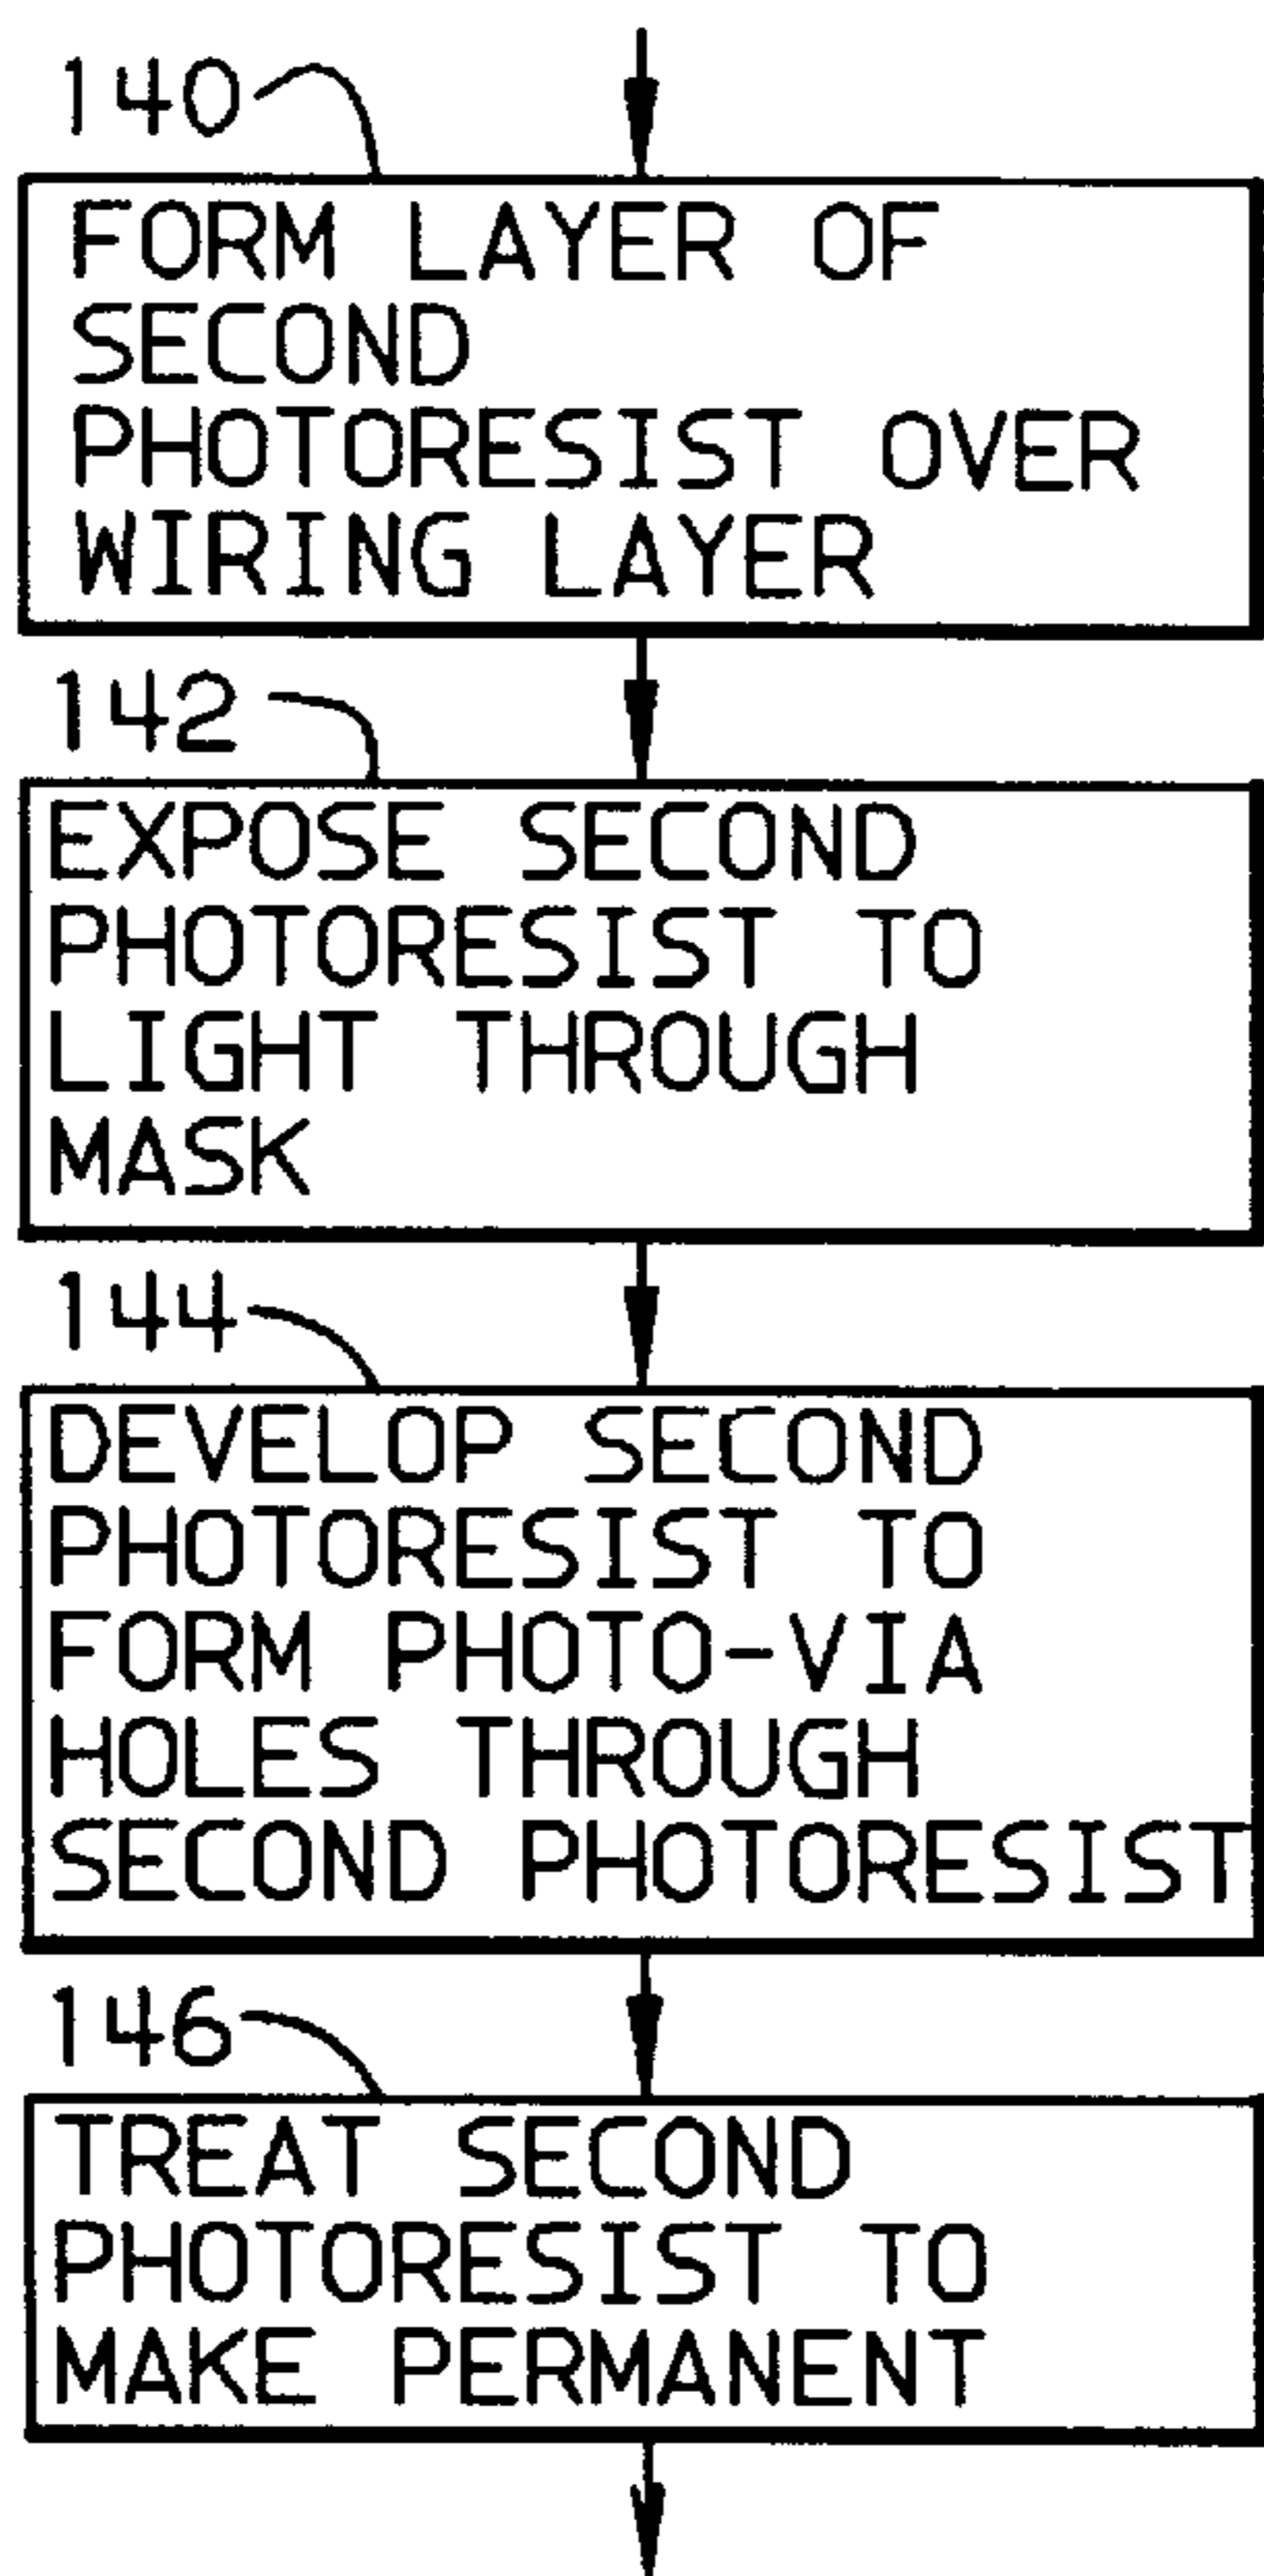 140
FORM LAYER OF
SECOND
PHOTORESIST OVER
WIRING LAYER
142
EXPOSE SECOND
PHOTORESIST TO
LIGHT THROUGH
MASK
144
DEVELOP SECOND
PHOTORESIST TO
FORM PHOTO-VIA
HOLES THROUGH
SECOND PHOTORESIST
146
TREAT SECOND
PHOTORESIST TO
MAKE PERMANENT